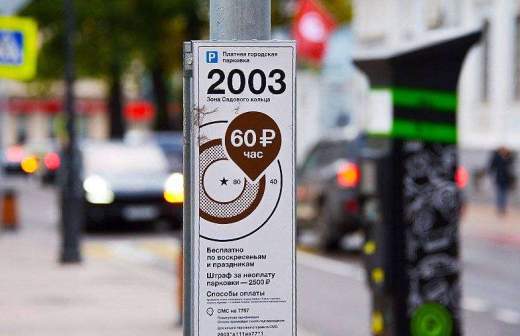 P Платная городская
парковка
2003
Зона Садового кольца
60 ₽
час
80 40
Бесплатно
по воскресеньям
и праздникам
Штраф за неоплату
парковки — 2500 ₽
Способы оплаты
СМС на 7757